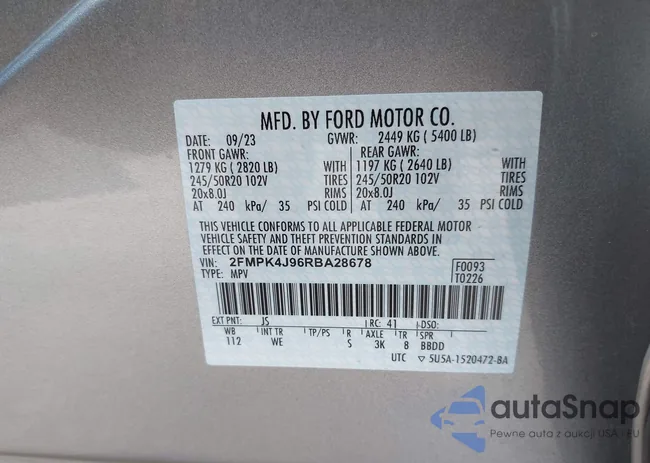 MFD. BY FORD MOTOR CO.
DATE: 09/23 GVWR: 2449 KG ( 5400 LB)
FRONT GAWR: REAR GAWR:
1279 KG ( 2820 LB) WITH 1197 KG ( 2640 LB) WITH
245/50R20 102V TIRES 245/50R20 102V TIRES
20x8.0J RIMS 20x8.0J RIMS
AT 240 kPa/ 35 PSI COLD AT 240 kPa/ 35 PSI COLD
THIS VEHICLE CONFORMS TO ALL APPLICABLE FEDERAL MOTOR
VEHICLE SAFETY AND THEFT PREVENTION STANDARDS IN
EFFECT ON THE DATE OF MANUFACTURE SHOWN ABOVE.
VIN: 2FMPK4J96RBA28678 F0093
TYPE: MPV T0226
EXT PNT: JS RC: 41 DSO:
WB INT TR TP/PS R AXLE TR SPR
112 WE S 3K 8 BBDD
UTC ▽ 5U5A-1520472-BA
autaSnap
Pewne auta z aukcji USA i EU